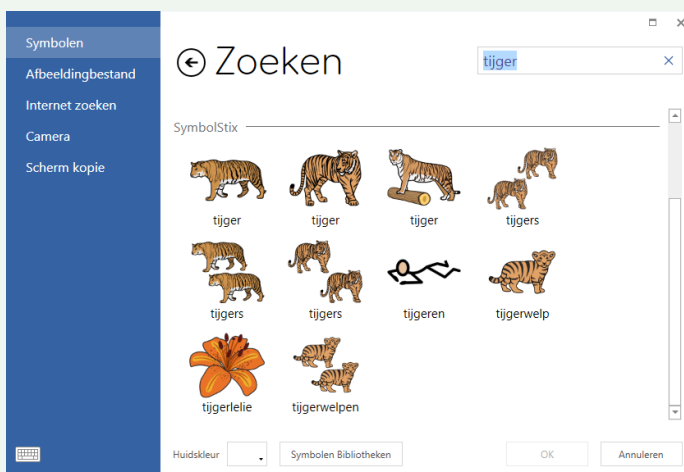 Symbolen
Afbeeldingbestand
Internet zoeken
Camera
Scherm kopie
Zoeken
tijger
SymbolStix
tijger tijger tijger tijgers
tijgers tijgers tijgeren tijgerwelp
tijgerlelie tijgerwelpen
Huidskleur Symbolen Bibliotheken OK Annuleren